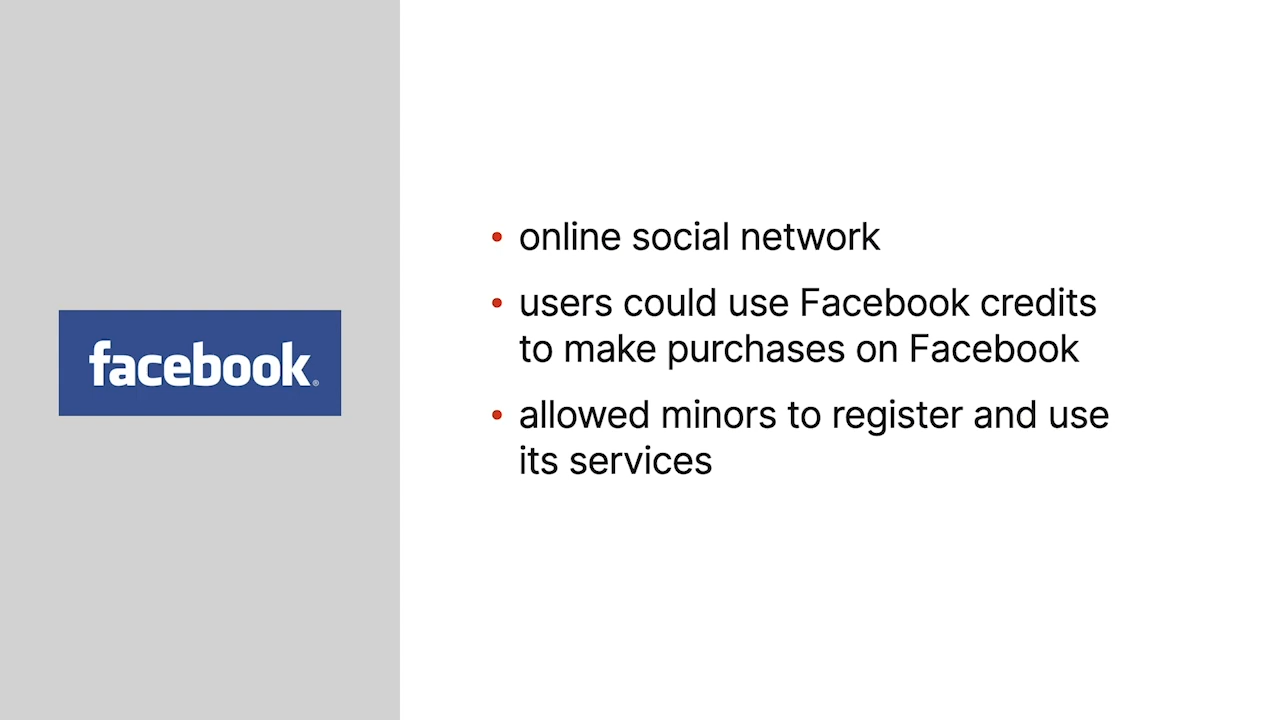 facebook®
• online social network
• users could use Facebook credits
to make purchases on Facebook
• allowed minors to register and use
its services